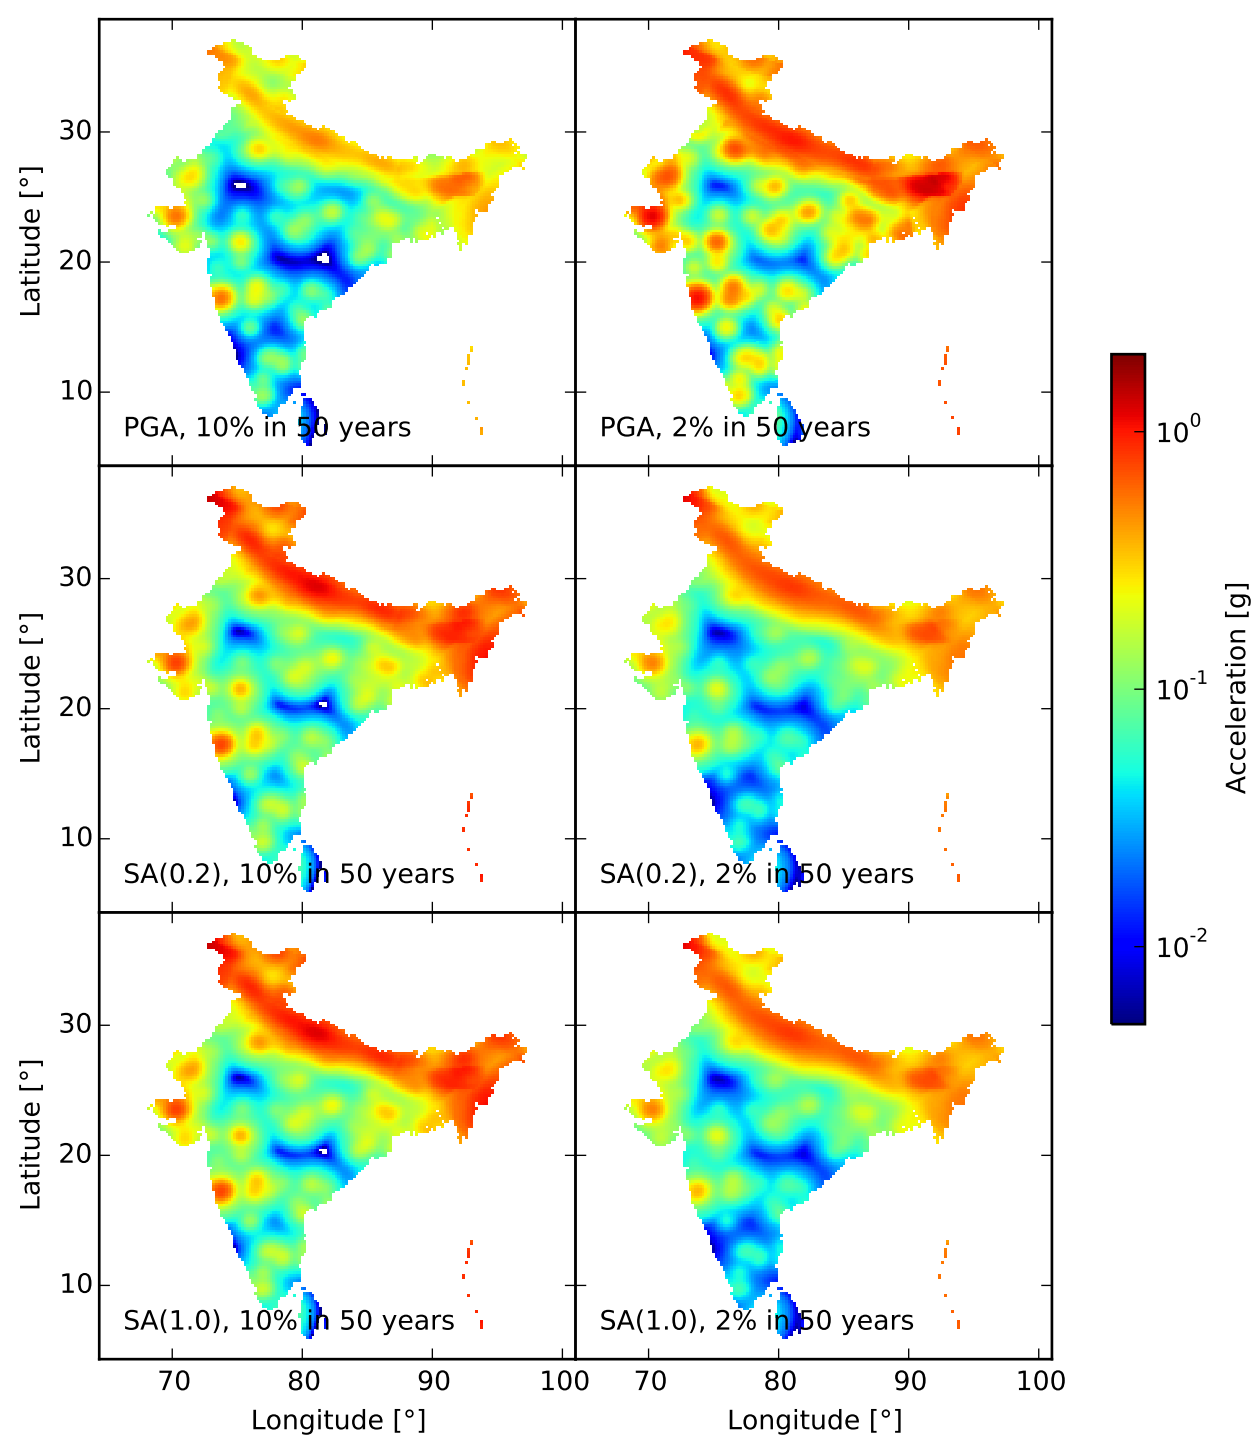 30
20
10
Latitude [°]
PGA, 10% in 50 years
PGA, 2% in 50 years
30
20
10
Latitude [°]
SA(0.2), 10% in 50 years
SA(0.2), 2% in 50 years
30
20
10
Latitude [°]
SA(1.0), 10% in 50 years
SA(1.0), 2% in 50 years
70 80 90 100
70 80 90 100
Longitude [°]
Longitude [°]
10⁰
10⁻¹
10⁻²
Acceleration [g]